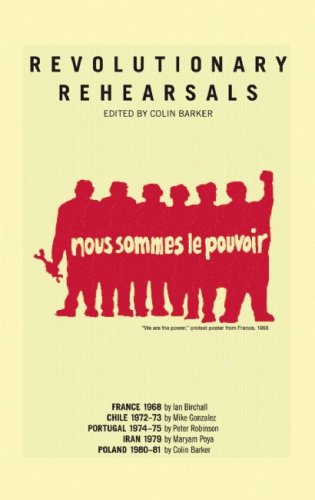 REVOLUTIONARY
REHEARSALS
EDITED BY COLIN BARKER
nous sommes le pouvoir
"We are the power," protest poster from France, 1968
FRANCE 1968 by Ian Birchall
CHILE 1972–73 by Mike Gonzalez
PORTUGAL 1974–75 by Peter Robinson
IRAN 1979 by Maryam Poya
POLAND 1980–81 by Colin Barker